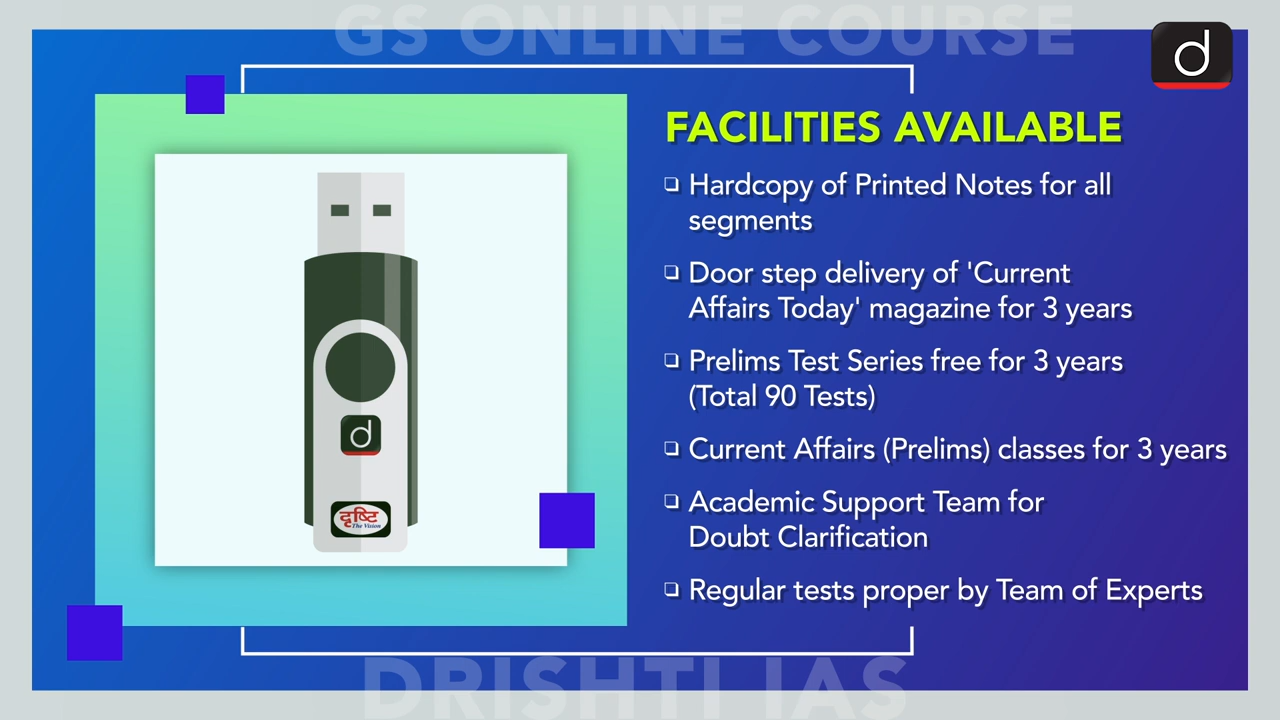 GS ONLINE COURSE
d
FACILITIES AVAILABLE
❑ Hardcopy of Printed Notes for all
segments
❑ Door step delivery of 'Current
Affairs Today' magazine for 3 years
❑ Prelims Test Series free for 3 years
(Total 90 Tests)
❑ Current Affairs (Prelims) classes for 3 years
❑ Academic Support Team for
Doubt Clarification
❑ Regular tests proper by Team of Experts
d
दृष्टि
The Vision
DRISHTI IAS